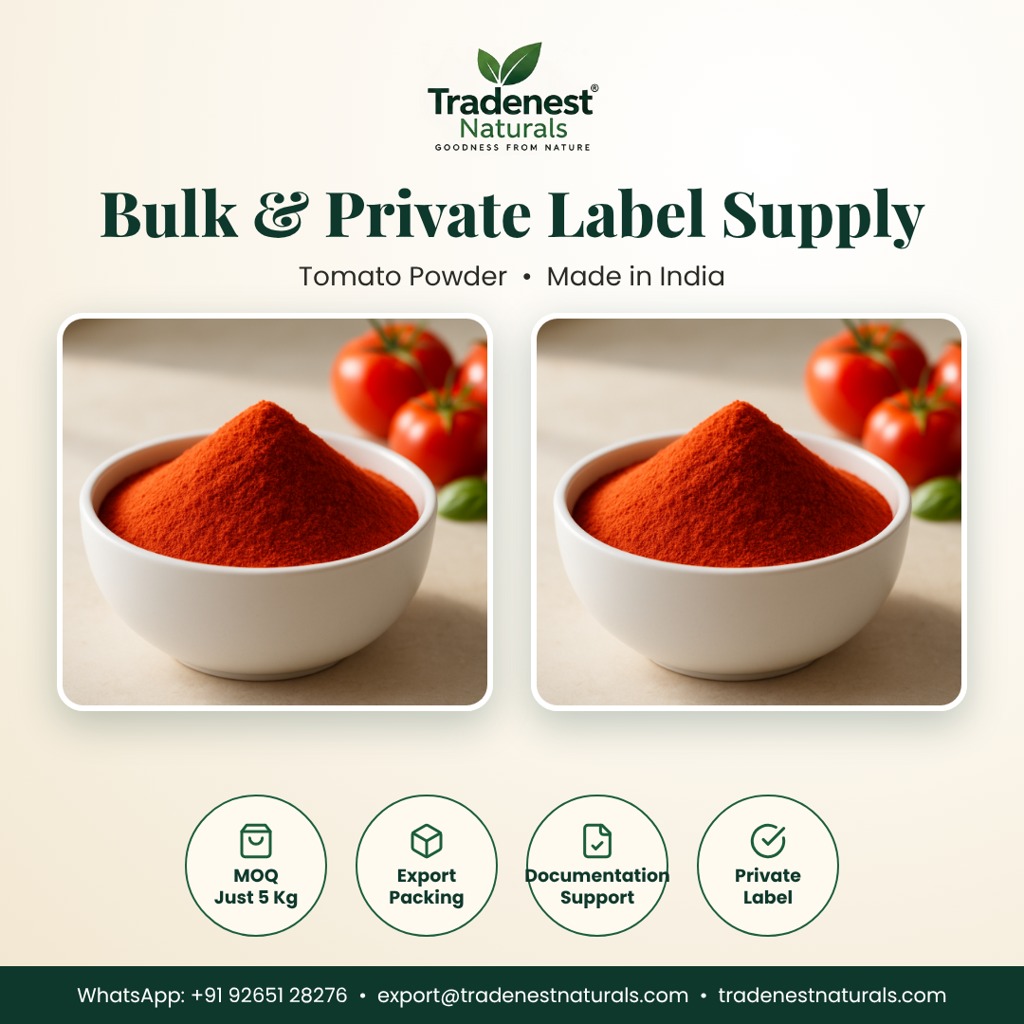 Tradenest®
Naturals
GOODNESS FROM NATURE
Bulk & Private Label Supply
Tomato Powder • Made in India
MOQ
Just 5 Kg
Export
Packing
Documentation
Support
Private
Label
WhatsApp: +91 92651 28276 • export@tradenestnaturals.com • tradenestnaturals.com